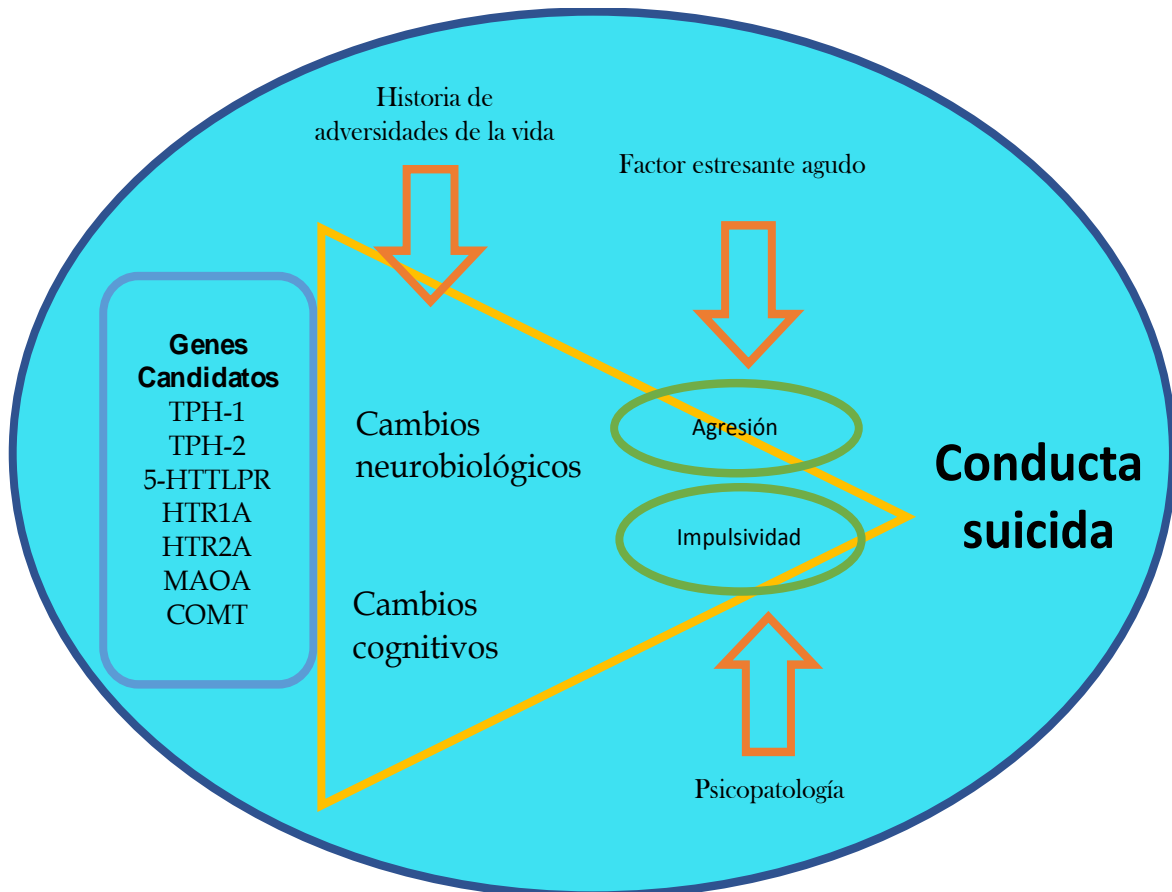 Historia de
adversidades de la vida
Factor estresante agudo
Genes
Candidatos
TPH-1
TPH-2
5-HTTLPR
HTR1A
HTR2A
MAOA
COMT
Cambios
neurobiológicos
Cambios
cognitivos
Agresión
Impulsividad
Conducta
suicida
Psicopatología